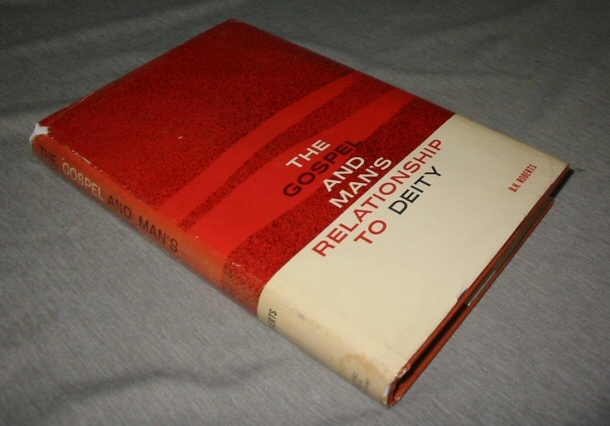 THE
GOSPEL
AND
MAN'S
RELATIONSHIP
TO DEITY
B.H. ROBERTS
THE GOSPEL AND MAN'S